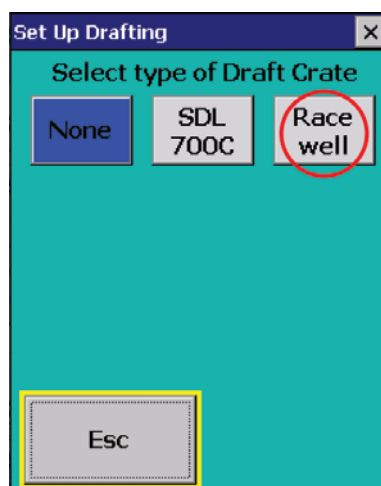 Set Up Drafting
Select type of Draft Crate
None
SDL
700C
Race
well
Esc